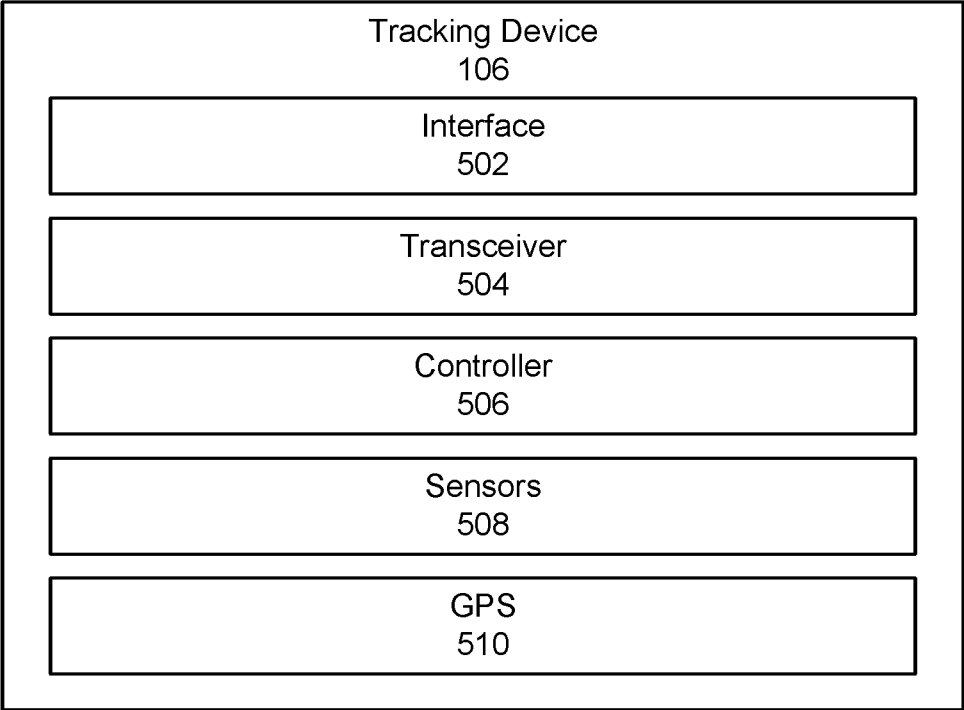 Tracking Device
106
Interface
502
Transceiver
504
Controller
506
Sensors
508
GPS
510